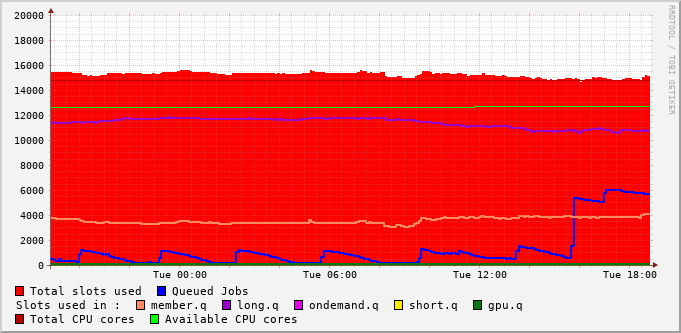 20000
18000
16000
14000
12000
10000
8000
6000
4000
2000
0
Tue 00:00 Tue 06:00 Tue 12:00 Tue 18:00
RRDTOOL / TOBI OETIKER
Total slots used Queued Jobs
Slots used in : member.q long.q ondemand.q short.q gpu.q
Total CPU cores Available CPU cores